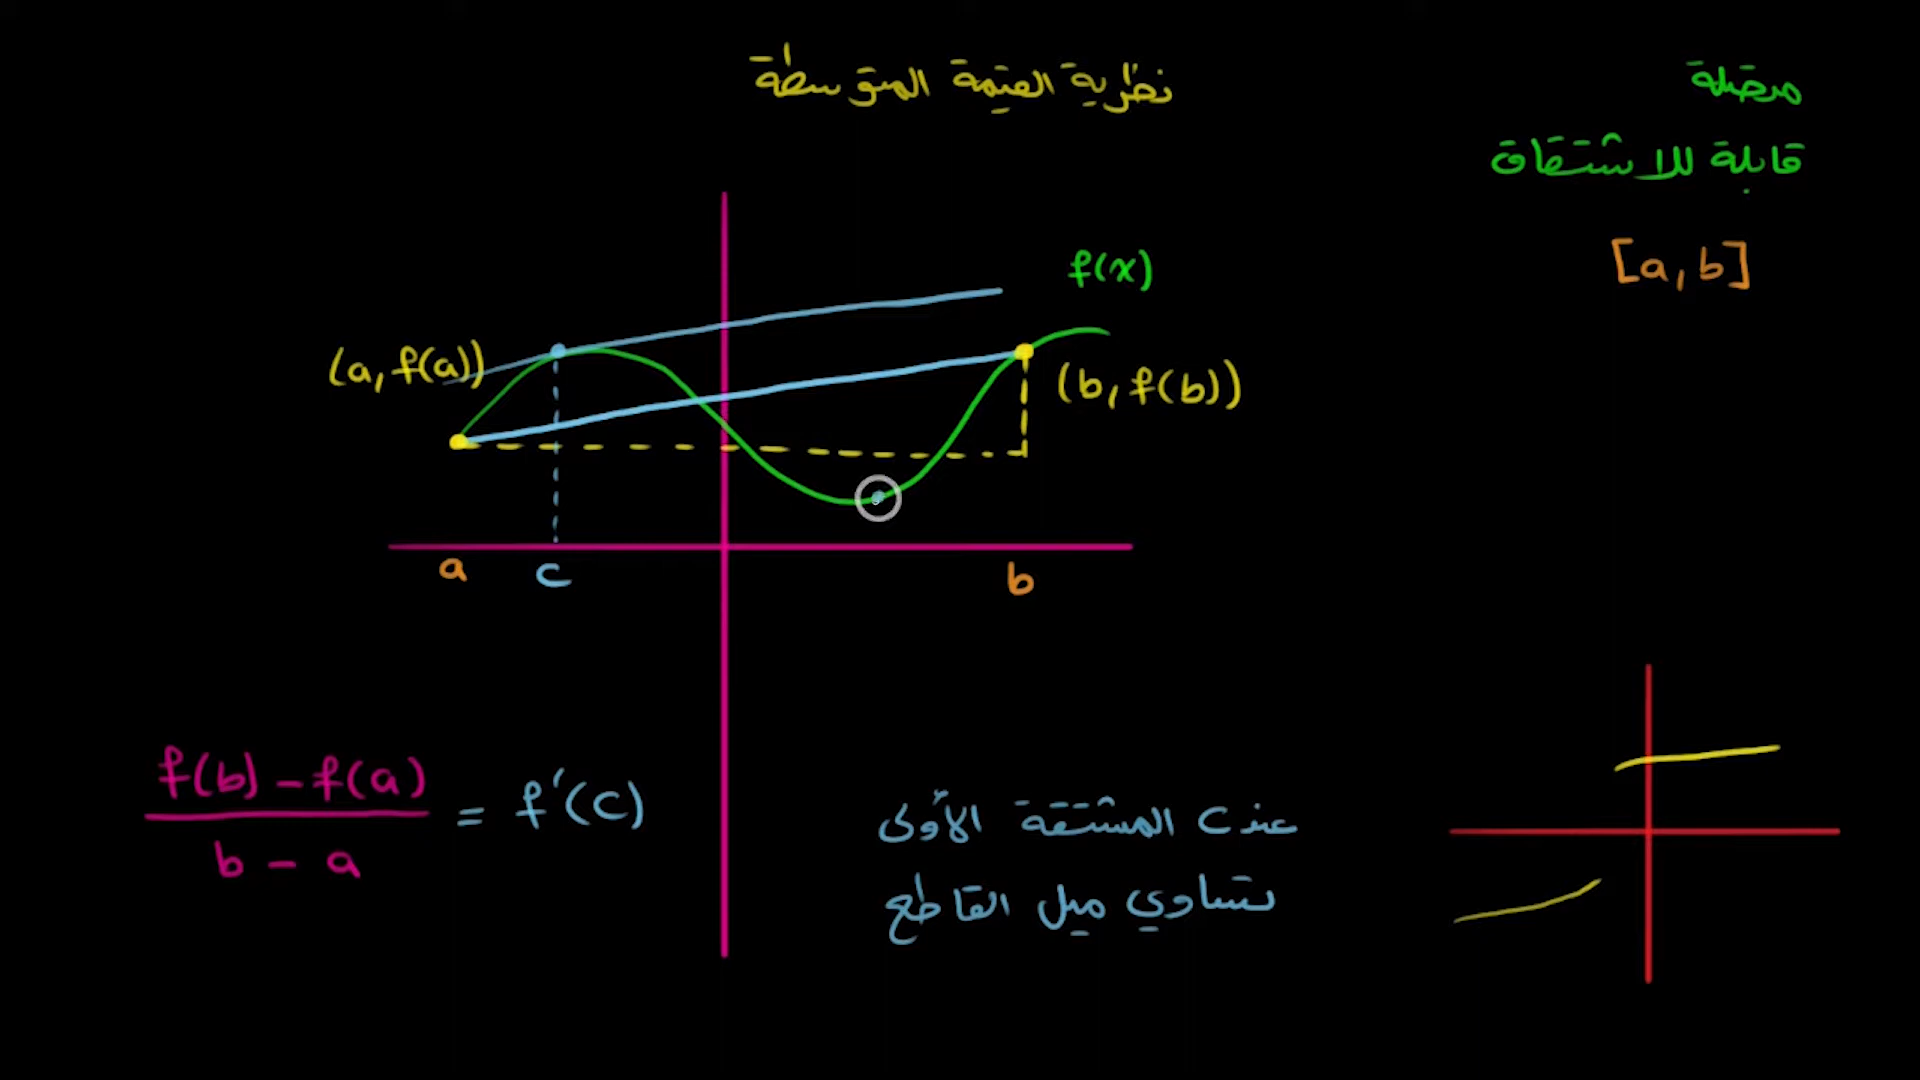 نظرية القيمة المتوسطة
متصلة
قابلة للاشتقاق
[a, b]
f(x)
(a, f(a))
(b, f(b))
a
c
b
f(b) - f(a)
b - a
= f'(c)
عند c المشتقة الأولى
تساوي ميل القاطع